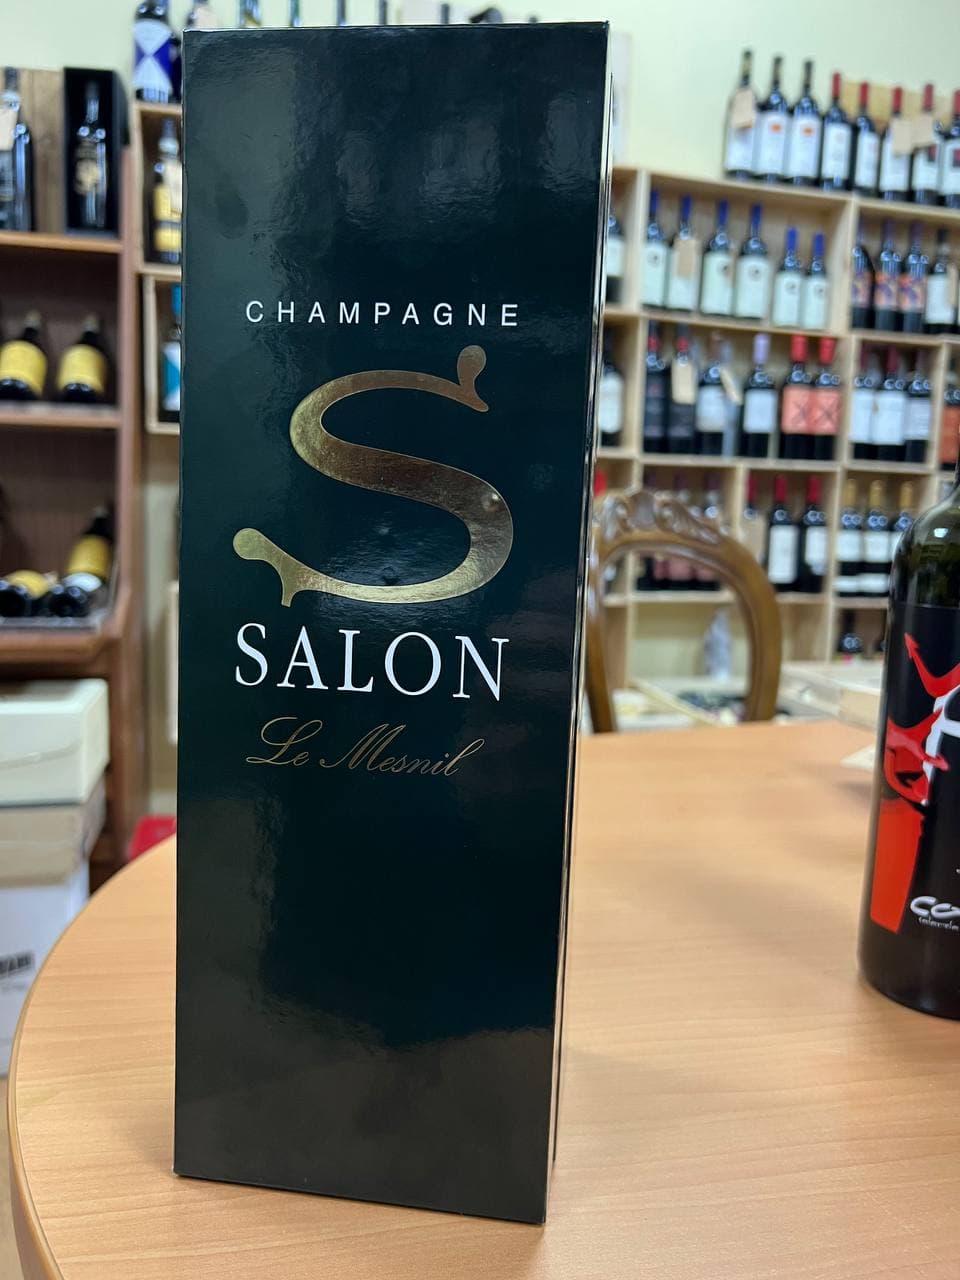 CHAMPAGNE
S
SALON
Le Mesnil